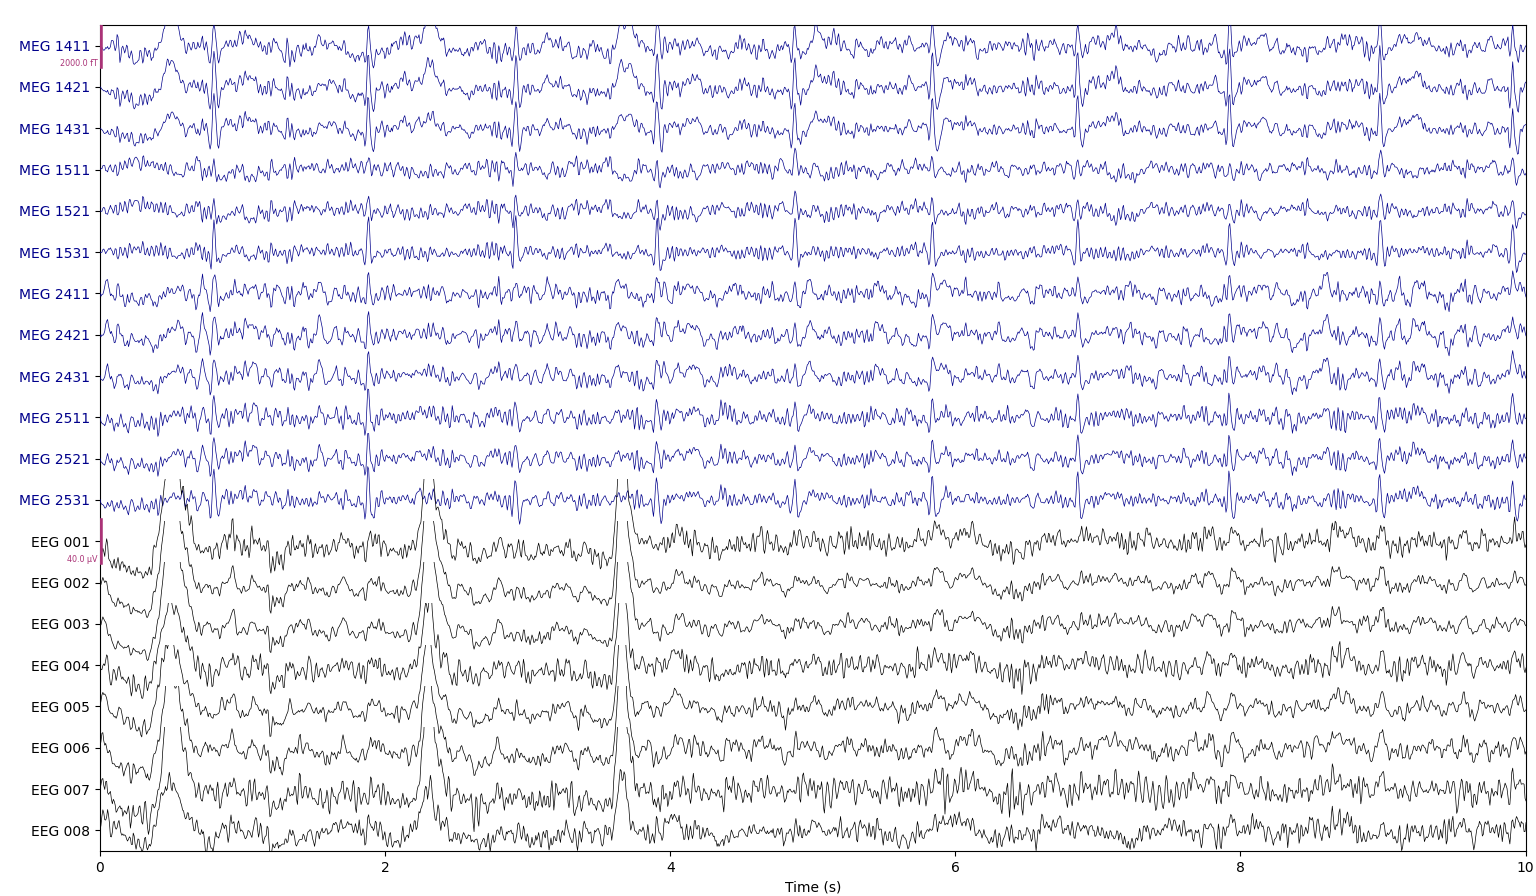 MEG 1411
2000.0 fT
MEG 1421
MEG 1431
MEG 1511
MEG 1521
MEG 1531
MEG 2411
MEG 2421
MEG 2431
MEG 2511
MEG 2521
MEG 2531
EEG 001
40.0 µV
EEG 002
EEG 003
EEG 004
EEG 005
EEG 006
EEG 007
EEG 008
0 2 4 6 8 10
Time (s)